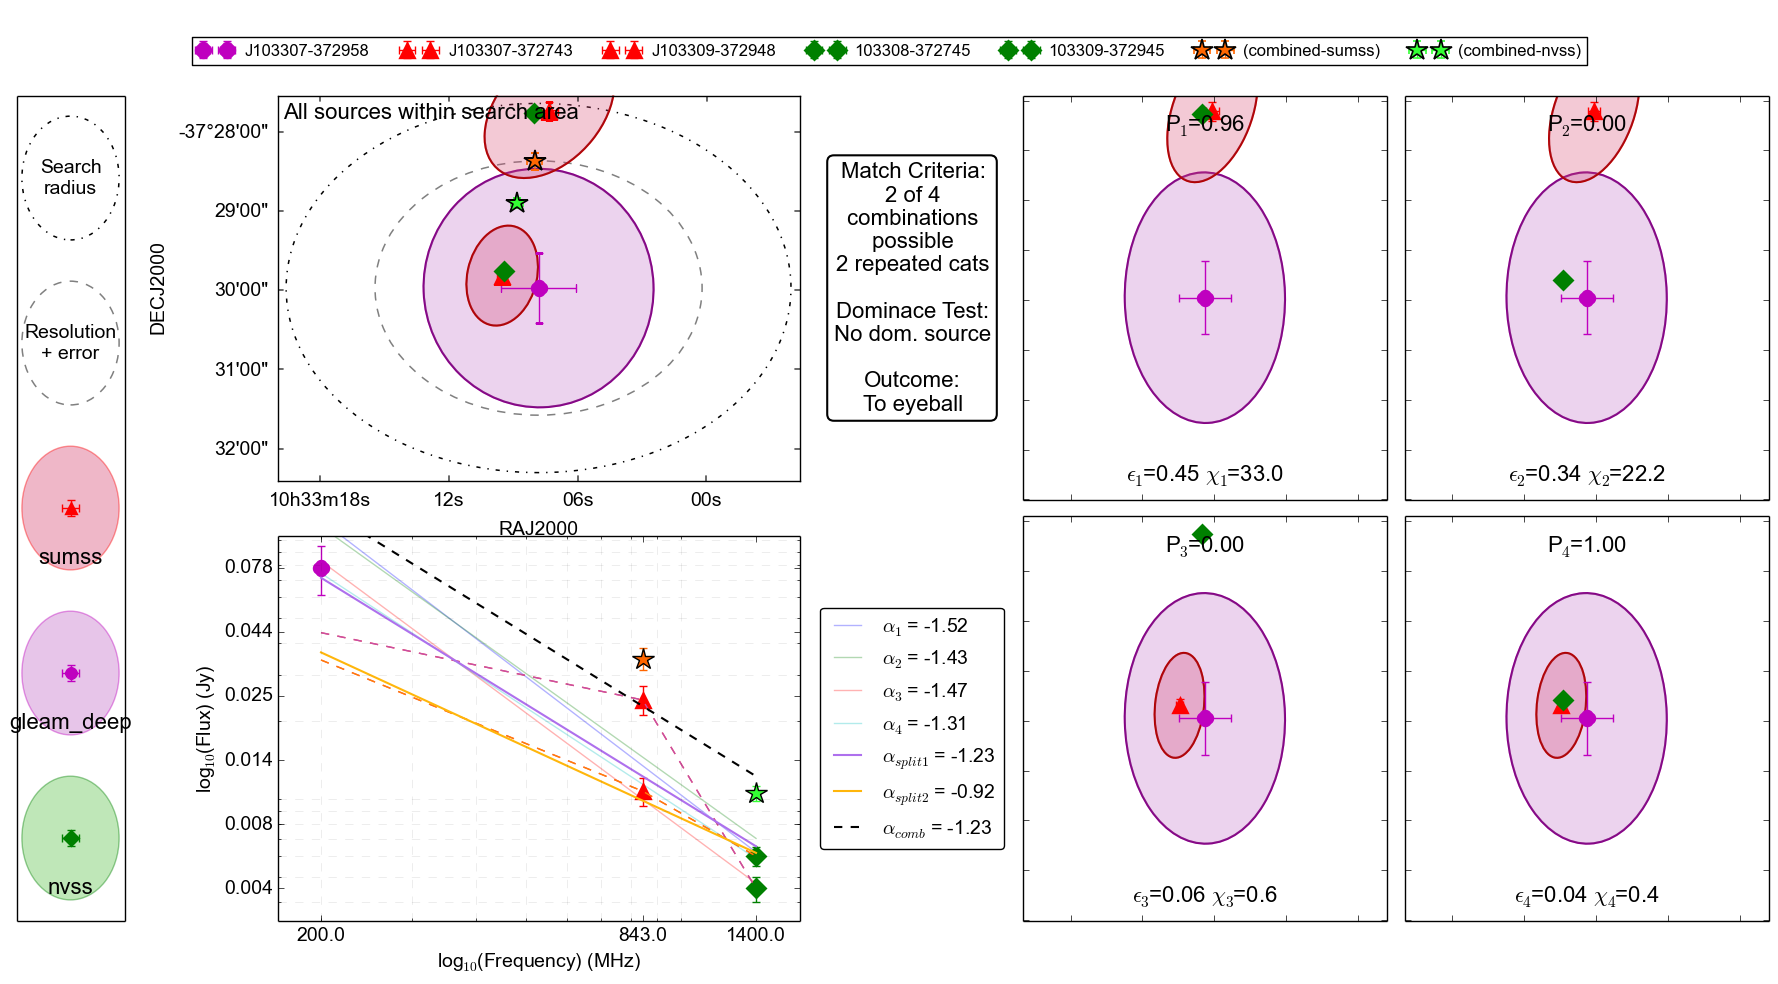 J103307-372958 J103307-372743 J103309-372948 103308-372745 103309-372945 (combined-sumss) (combined-nvss)
Search
radius
Resolution
+ error
sumss
gleam_deep
nvss
All sources within search area
-37°28'00"
29'00"
30'00"
31'00"
32'00"
DECJ2000
10h33m18s 12s 06s 00s
RAJ2000
Match Criteria:
2 of 4
combinations
possible
2 repeated cats
Dominace Test:
No dom. source
Outcome:
To eyeball
P1=0.96
ϵ1=0.45 χ1=33.0
P2=0.00
ϵ2=0.34 χ2=22.2
0.078
0.044
0.025
0.014
0.008
0.004
log10(Flux) (Jy)
200.0 843.0 1400.0
log10(Frequency) (MHz)
α1 = -1.52
α2 = -1.43
α3 = -1.47
α4 = -1.31
αsplit1 = -1.23
αsplit2 = -0.92
αcomb = -1.23
P3=0.00
ϵ3=0.06 χ3=0.6
P4=1.00
ϵ4=0.04 χ4=0.4